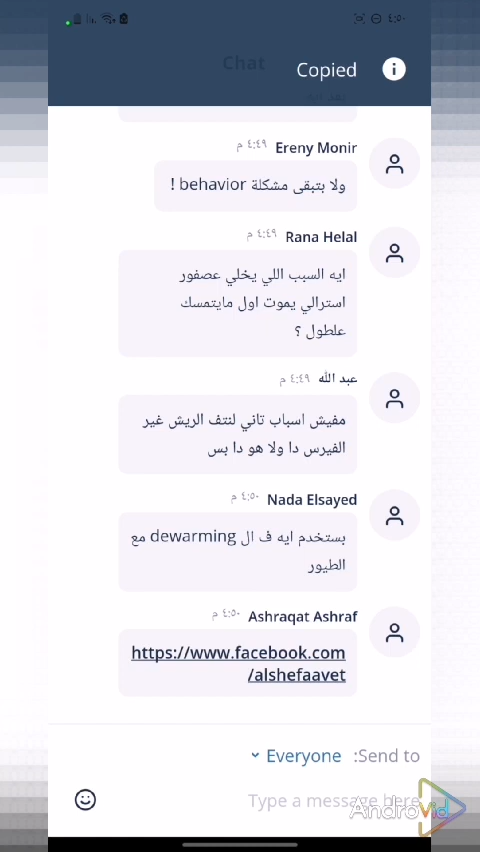 ٤:٥٠
Chat
Copied
Ereny Monir ٤:٤٩ م
ولا بتبقى مشكلة behavior !
Rana Helal ٤:٤٩ م
ايه السبب اللي يخلي عصفور
استرالي يموت اول مايتمسك
علطول ؟
عبد الله ٤:٤٩ م
مفيش اسباب تاني لنتف الريش غير
الفيرس دا ولا هو دا بس
Nada Elsayed ٤:٥٠ م
بستخدم ايه ف ال dewarming مع
الطيور
Ashraqat Ashraf ٤:٥٠ م
https://www.facebook.com
/alshefaavet
Send to: Everyone
Type a message here
AndroVid